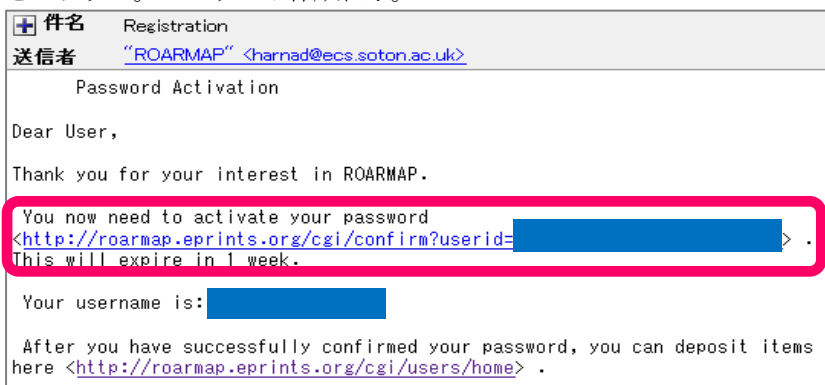 件名 Registration
送信者 "ROARMAP" <harnad@ecs.soton.ac.uk>
Password Activation
Dear User,
Thank you for your interest in ROARMAP.
You now need to activate your password
<http://roarmap.eprints.org/cgi/confirm?userid= > .
This will expire in 1 week.
Your username is:
After you have successfully confirmed your password, you can deposit items
here <http://roarmap.eprints.org/cgi/users/home> .